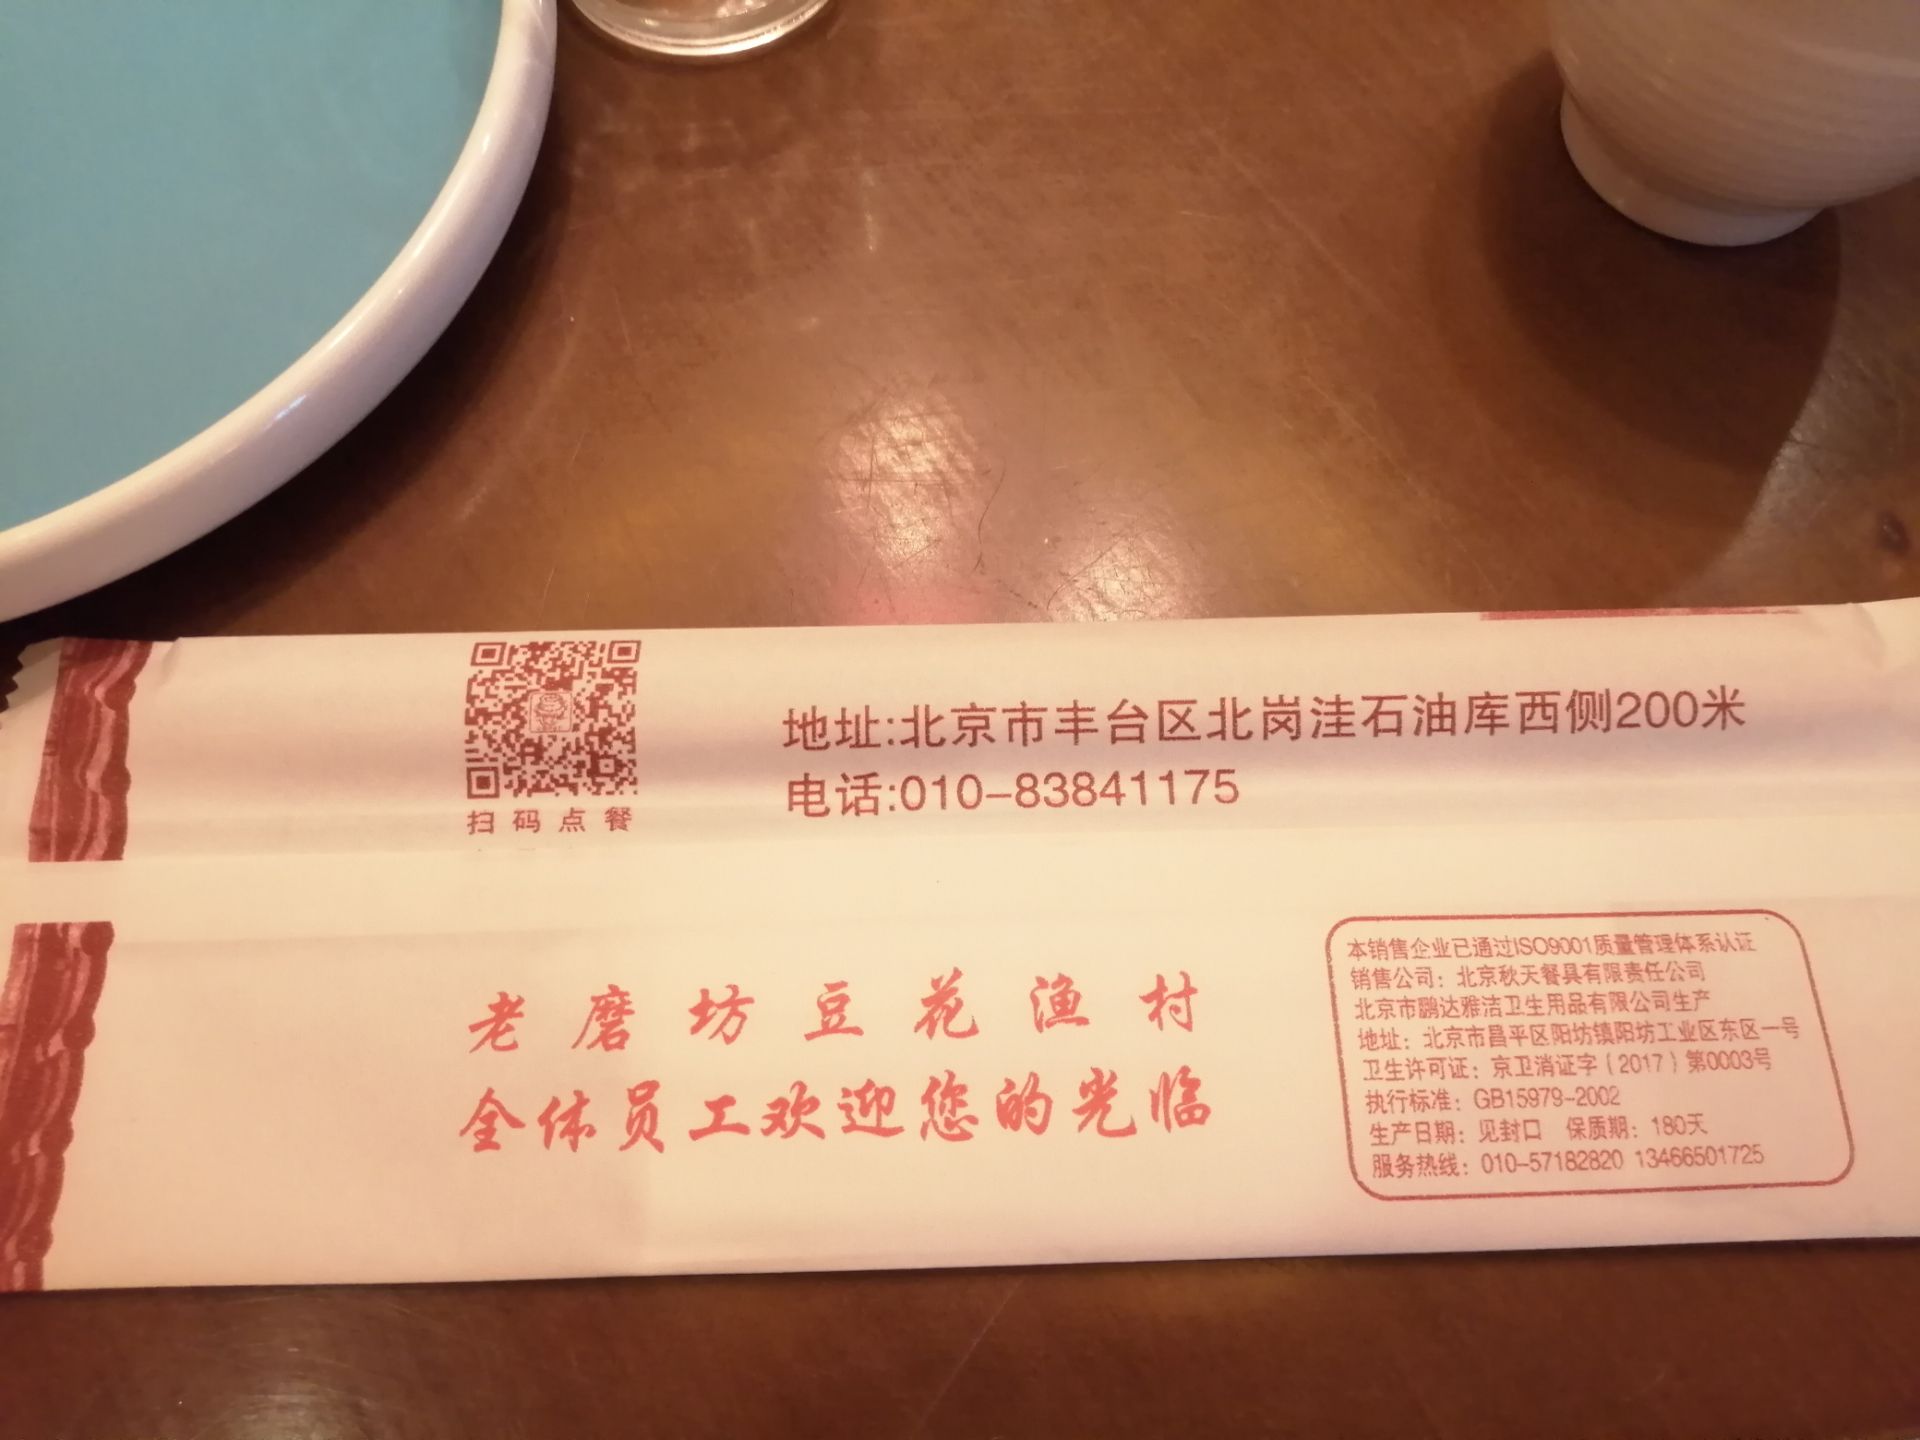 地址:北京市丰台区北岗洼石油库西侧200米
电话:010-83841175
扫码点餐
老磨坊豆花渔村
全体员工欢迎您的光临
本销售企业已通过ISO9001质量管理体系认证
销售公司：北京秋天餐具有限责任公司
北京市鹏达雅洁卫生用品有限公司生产
地址：北京市昌平区阳坊镇阳坊工业区东区一号
卫生许可证：京卫消证字（2017）第0003号
执行标准：GB15979-2002
生产日期：见封口 保质期：180天
服务热线：010-57182820 13466501725